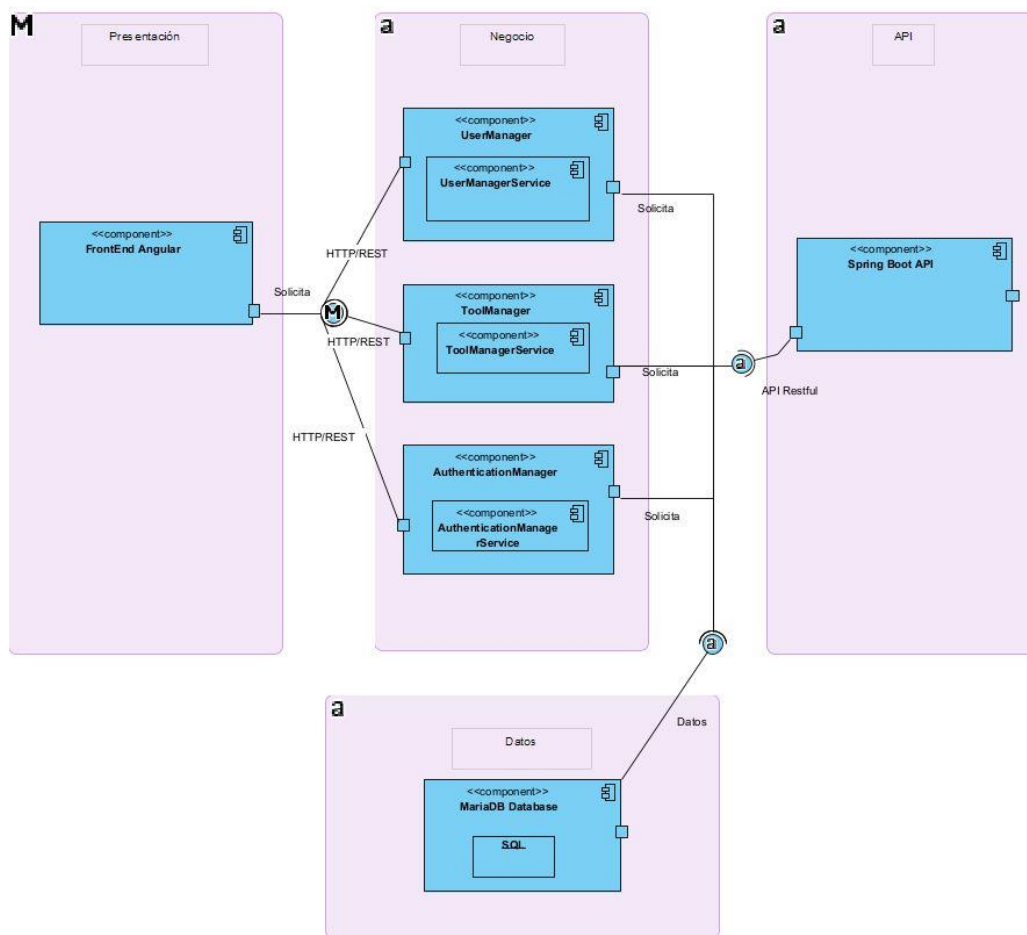 M
Presentación
<<component>>
FrontEnd Angular
Solicita
M
HTTP/REST
HTTP/REST
HTTP/REST
a
Negocio
<<component>>
UserManager
<<component>>
UserManagerService
Solicita
<<component>>
ToolManager
<<component>>
ToolManagerService
Solicita
<<component>>
AuthenticationManager
<<component>>
AuthenticationManage
rService
Solicita
a
API
<<component>>
Spring Boot API
a
API Restful
a
Datos
a
Datos
<<component>>
MariaDB Database
SQL